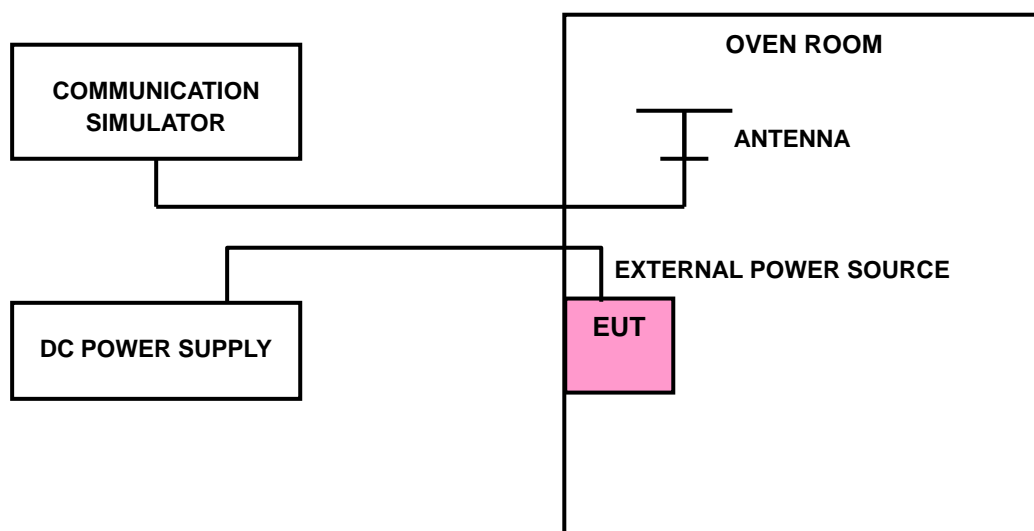 OVEN ROOM
COMMUNICATION
SIMULATOR
ANTENNA
EXTERNAL POWER SOURCE
EUT
DC POWER SUPPLY